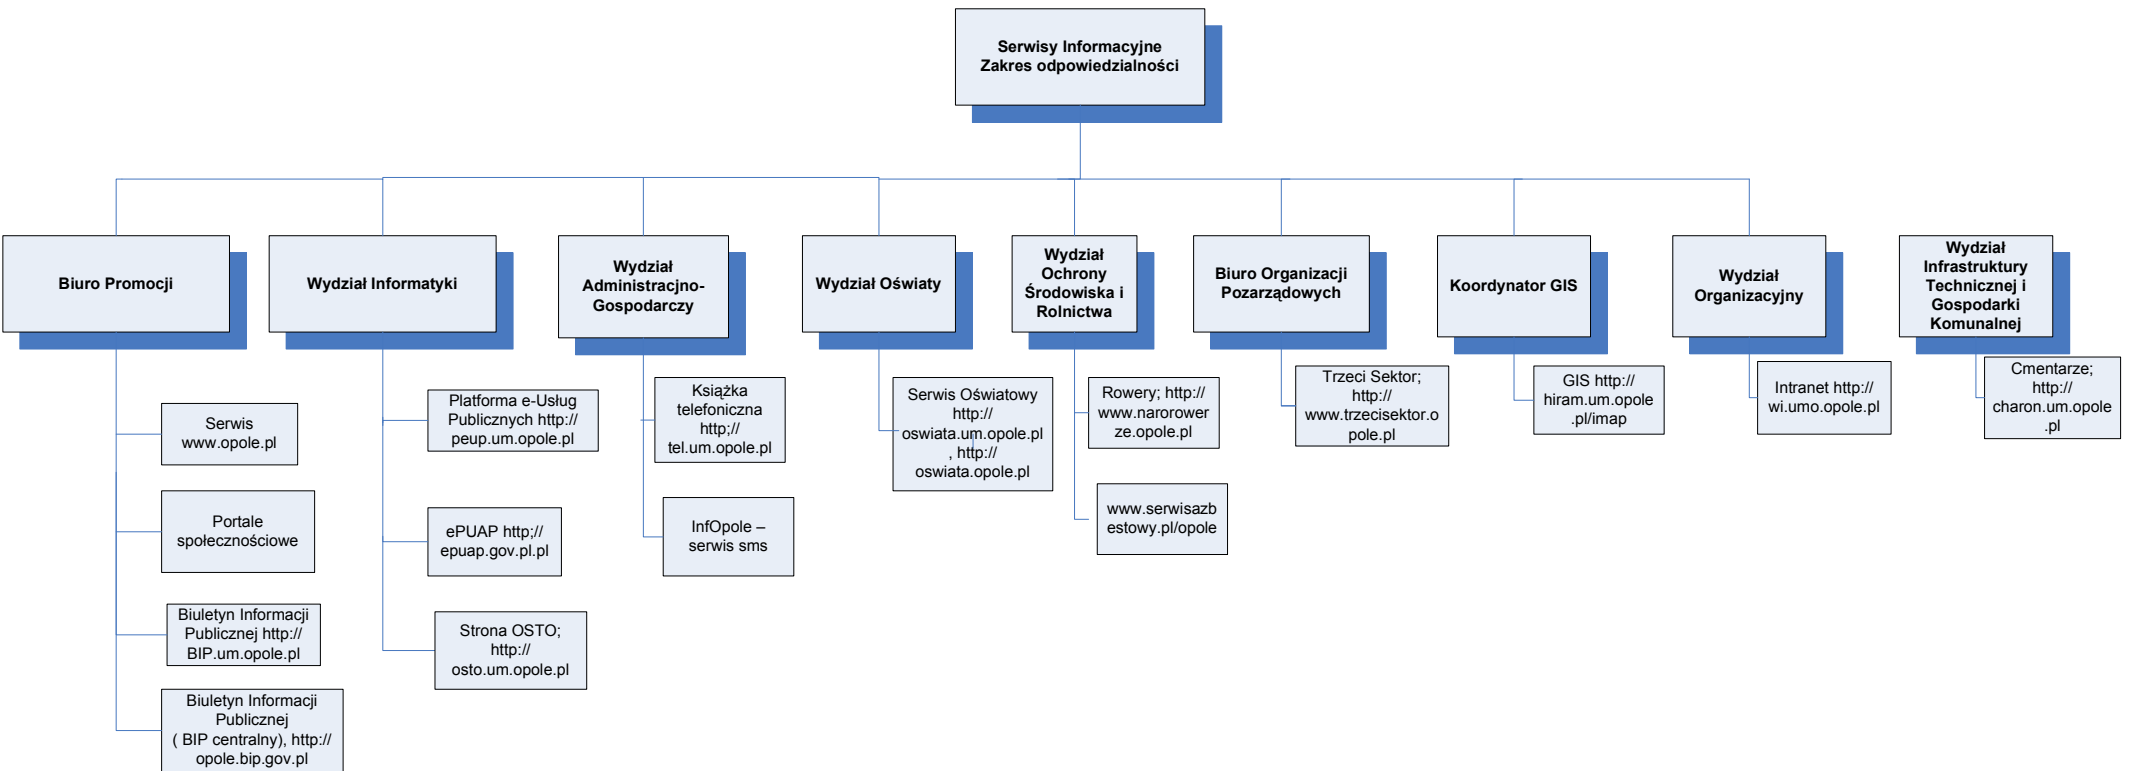 Serwisy Informacyjne
Zakres odpowiedzialności
Biuro Promocji
Wydział Informatyki
Wydział
Administracjno-
Gospodarczy
Wydział Oświaty
Wydział
Ochrony
Środowiska i
Rolnictwa
Biuro Organizacji
Pozarządowych
Koordynator GIS
Wydział
Organizacyjny
Wydział
Infrastruktury
Technicznej i
Gospodarki
Komunalnej
Serwis
www.opole.pl
Portale
społecznościowe
Biuletyn Informacji
Publicznej http://
BIP.um.opole.pl
Biuletyn Informacji
Publicznej
( BIP centralny), http://
opole.bip.gov.pl
Platforma e-Usług
Publicznych http://
peup.um.opole.pl
ePUAP http;//
epuap.gov.pl.pl
Strona OSTO;
http://
osto.um.opole.pl
Książka
telefoniczna
http;//
tel.um.opole.pl
InfOpole –
serwis sms
Serwis Oświatowy
http://
oswiata.um.opole.pl
, http://
oswiata.opole.pl
Rowery; http://
www.narorower
ze.opole.pl
www.serwisazb
estowy.pl/opole
Trzeci Sektor;
http://
www.trzecisektor.o
pole.pl
GIS http://
hiram.um.opole
.pl/imap
Intranet http://
wi.umo.opole.pl
Cmentarze;
http://
charon.um.opole
.pl